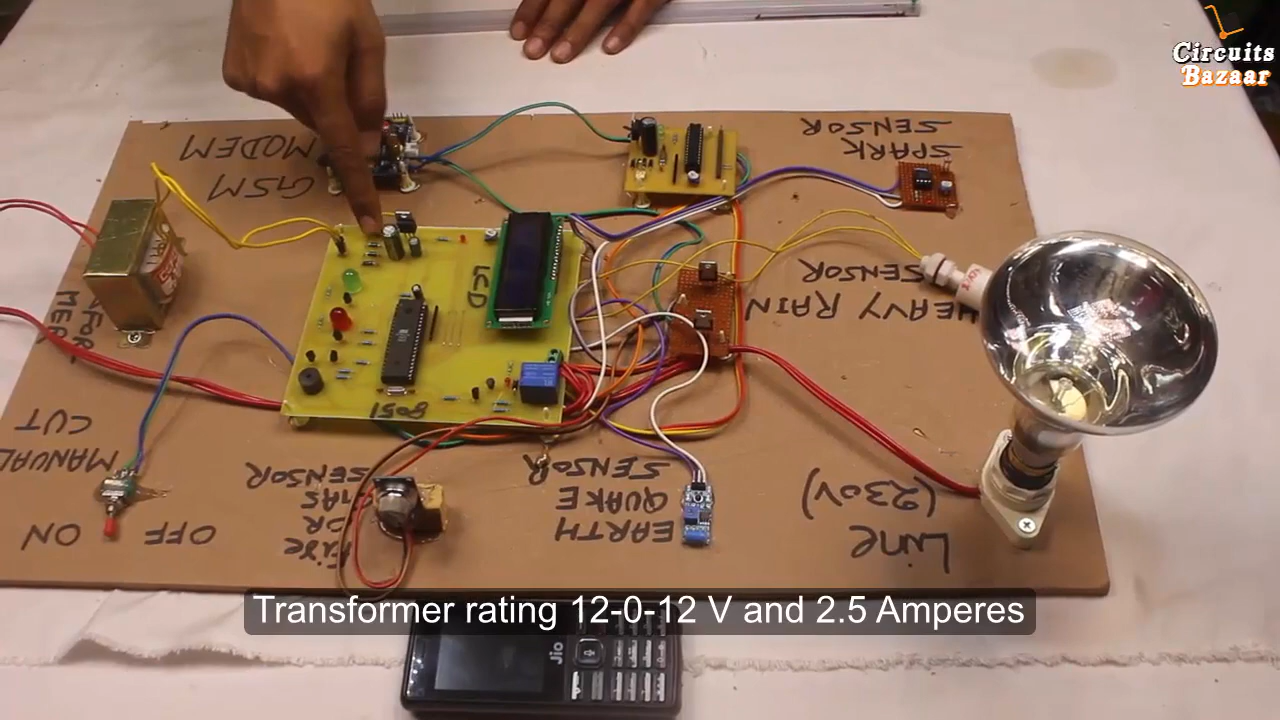 Circuits
Bazaar
GSM
MODEM
SPARK
SENSOR
LCD
HEAVY RAIN
SENSOR
8051
MANUAL
CUT
ON
OFF
FIRE
OR
GAS
SENSOR
EARTH
QUAKE
SENSOR
Line
(230V)
Transformer rating 12-0-12 V and 2.5 Amperes
Jio